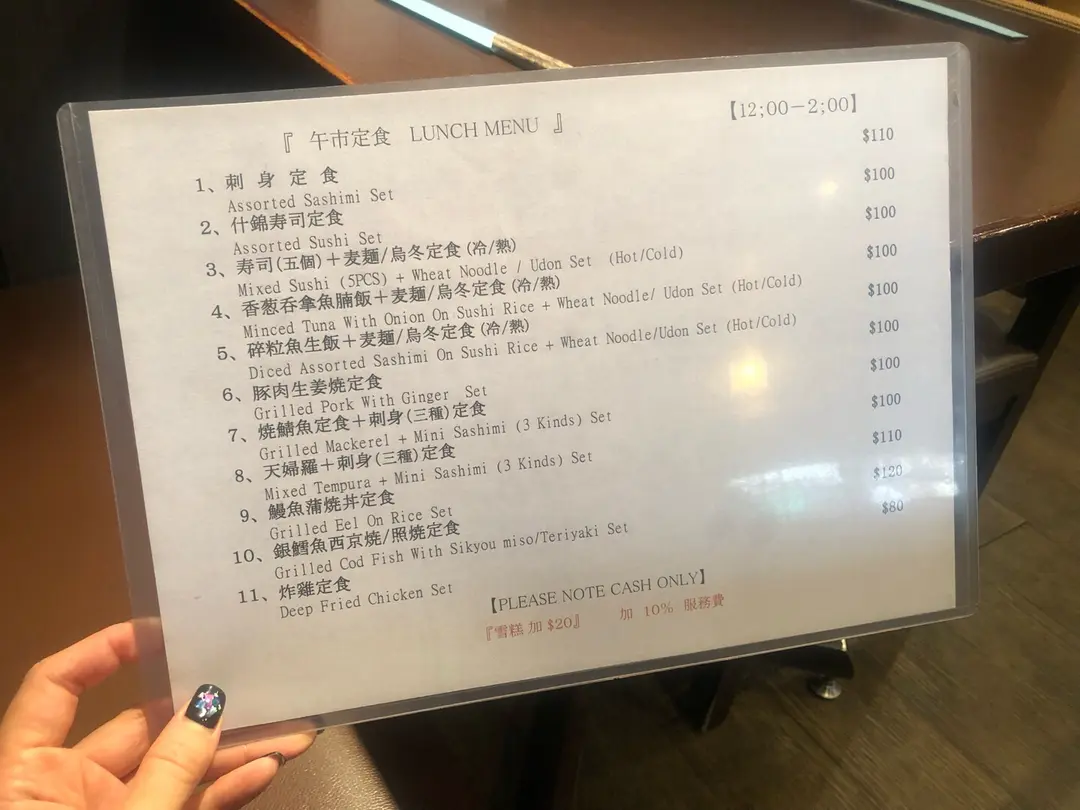 『 午市定食 LUNCH MENU 』 【12;00－2;00】
1、刺 身 定 食 $110
Assorted Sashimi Set
2、什錦寿司定食 $100
Assorted Sushi Set
3、寿司(五個)＋麦麺/烏冬定食(冷/熱) $100
Mixed Sushi (5PCS) + Wheat Noodle / Udon Set (Hot/Cold)
4、香葱吞拿魚腩飯＋麦麺/烏冬定食(冷/熱) $100
Minced Tuna With Onion On Sushi Rice + Wheat Noodle/ Udon Set (Hot/Cold)
5、碎粒魚生飯＋麦麺/烏冬定食(冷/熱) $100
Diced Assorted Sashimi On Sushi Rice + Wheat Noodle/Udon Set (Hot/Cold)
6、豚肉生姜燒定食 $100
Grilled Pork With Ginger Set
7、燒鯖魚定食＋刺身(三種)定食 $100
Grilled Mackerel + Mini Sashimi (3 Kinds) Set
8、天婦羅＋刺身(三種)定食 $100
Mixed Tempura + Mini Sashimi (3 Kinds) Set
9、鰻魚蒲燒丼定食 $110
Grilled Eel On Rice Set
10、銀鱈魚西京燒/照燒定食 $120
Grilled Cod Fish With Sikyou miso/Teriyaki Set
11、炸雞定食 $80
Deep Fried Chicken Set
【PLEASE NOTE CASH ONLY】
『雪糕 加 $20』 加 10% 服務費